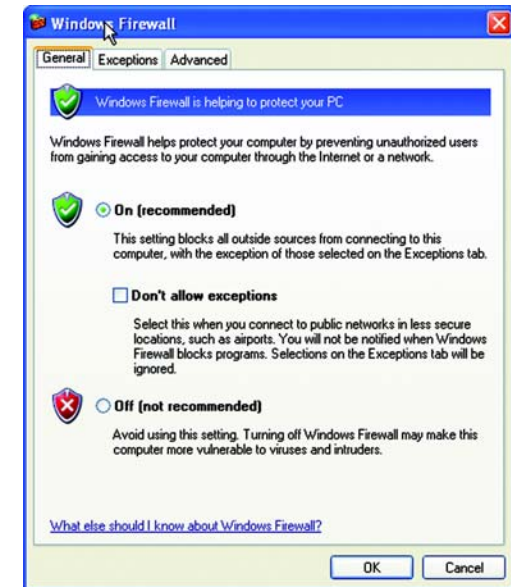 Windows Firewall
General Exceptions Advanced
Windows Firewall is helping to protect your PC
Windows Firewall helps protect your computer by preventing unauthorized users
from gaining access to your computer through the Internet or a network.
On (recommended)
This setting blocks all outside sources from connecting to this
computer, with the exception of those selected on the Exceptions tab.
Don't allow exceptions
Select this when you connect to public networks in less secure
locations, such as airports. You will not be notified when Windows
Firewall blocks programs. Selections on the Exceptions tab will be
ignored.
Off (not recommended)
Avoid using this setting. Turning off Windows Firewall may make this
computer more vulnerable to viruses and intruders.
What else should I know about Windows Firewall?
OK Cancel